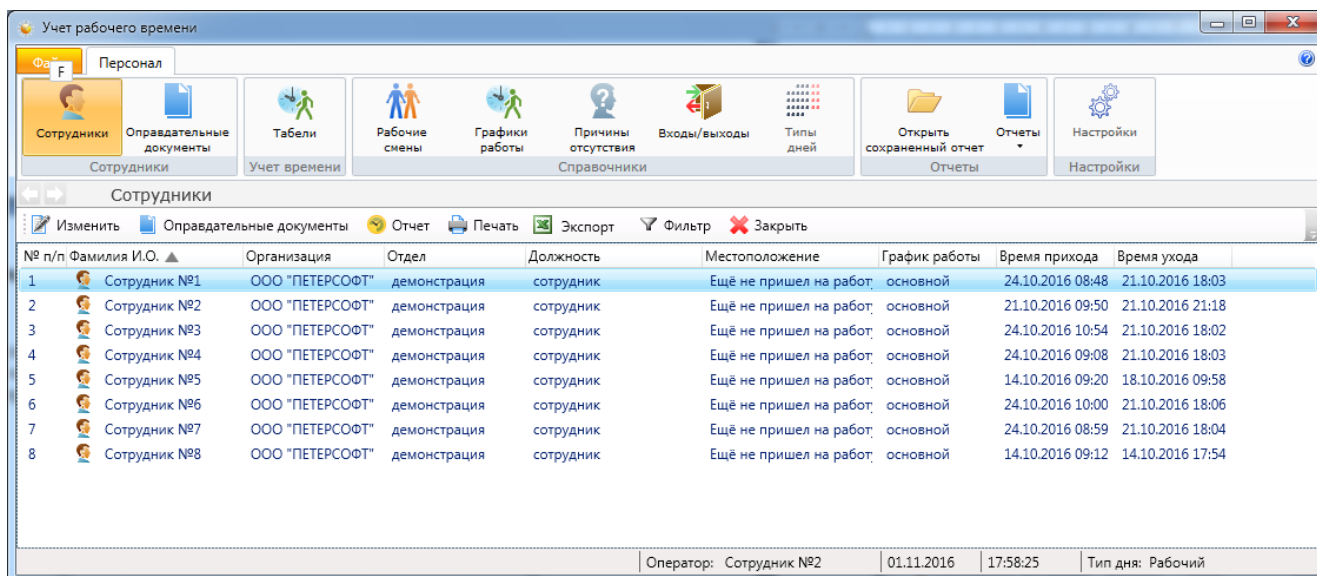 Учет рабочего времени
Персонал
F
Сотрудники
Оправдательные документы
Табели
Рабочие смены
Графики работы
Причины отсутствия
Входы/выходы
Типы дней
Открыть сохраненный отчет
Отчеты
Настройки
Сотрудники
Учет времени
Справочники
Отчеты
Настройки
Сотрудники
Изменить Оправдательные документы Отчет Печать Экспорт Фильтр Закрыть
№ п/п Фамилия И.О. Организация Отдел Должность Местоположение График работы Время прихода Время ухода
1 Сотрудник №1 ООО "ПЕТЕРСОФТ" демонстрация сотрудник Ещё не пришел на работ основной 24.10.2016 08:48 21.10.2016 18:03
2 Сотрудник №2 ООО "ПЕТЕРСОФТ" демонстрация сотрудник Ещё не пришел на работ основной 21.10.2016 09:50 21.10.2016 21:18
3 Сотрудник №3 ООО "ПЕТЕРСОФТ" демонстрация сотрудник Ещё не пришел на работ основной 24.10.2016 10:54 21.10.2016 18:02
4 Сотрудник №4 ООО "ПЕТЕРСОФТ" демонстрация сотрудник Ещё не пришел на работ основной 24.10.2016 09:08 21.10.2016 18:03
5 Сотрудник №5 ООО "ПЕТЕРСОФТ" демонстрация сотрудник Ещё не пришел на работ основной 14.10.2016 09:20 18.10.2016 09:58
6 Сотрудник №6 ООО "ПЕТЕРСОФТ" демонстрация сотрудник Ещё не пришел на работ основной 24.10.2016 10:00 21.10.2016 18:06
7 Сотрудник №7 ООО "ПЕТЕРСОФТ" демонстрация сотрудник Ещё не пришел на работ основной 24.10.2016 08:59 21.10.2016 18:04
8 Сотрудник №8 ООО "ПЕТЕРСОФТ" демонстрация сотрудник Ещё не пришел на работ основной 14.10.2016 09:12 14.10.2016 17:54
Оператор: Сотрудник №2 01.11.2016 17:58:25 Тип дня: Рабочий